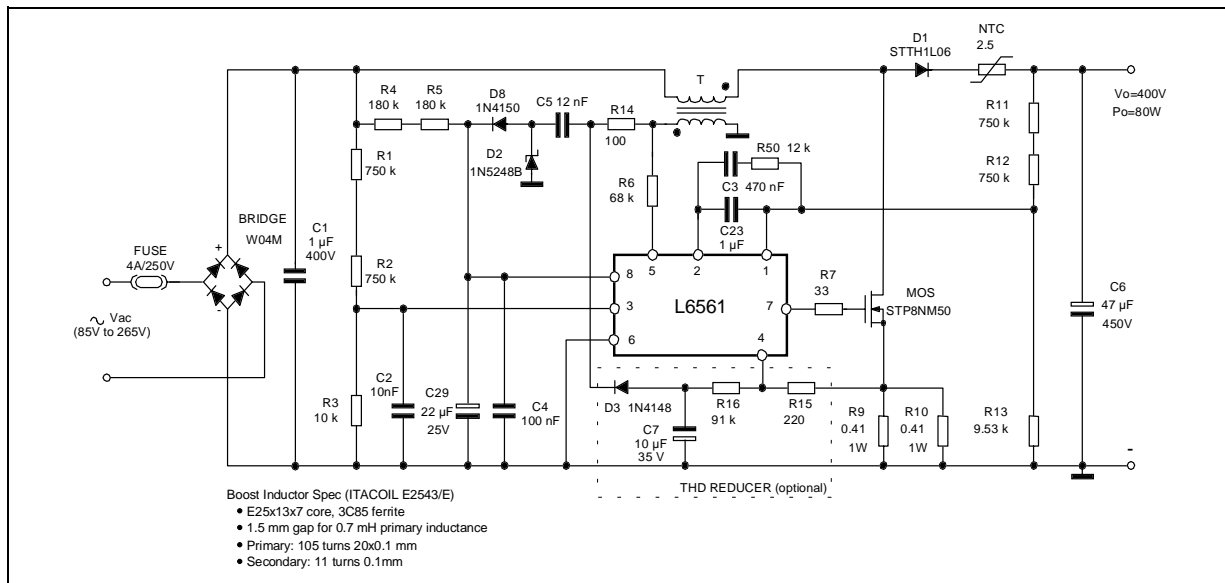 D1
STTH1L06
NTC
2.5
T
R4
180 k
R5
180 k
D8
1N4150
C5 12 nF
R14
100
Vo=400V
Po=80W
R11
750 k
R12
750 k
D2
1N5248B
R50 12 k
C3 470 nF
R6
68 k
C23
1 µF
R1
750 k
BRIDGE
W04M
C1
1 µF
400V
FUSE
4A/250V
+
-
R2
750 k
5
2
1
8
3
6
7
4
L6561
R7
33
MOS
STP8NM50
C6
47 µF
450V
Vac
(85V to 265V)
R3
10 k
C2
10nF
C29
22 µF
25V
C4
100 nF
D3
1N4148
C7
10 µF
35 V
R16
91 k
R15
220
R9
0.41
1W
R10
0.41
1W
R13
9.53 k
-
THD REDUCER (optional)
Boost Inductor Spec (ITACOIL E2543/E)
• E25x13x7 core, 3C85 ferrite
• 1.5 mm gap for 0.7 mH primary inductance
• Primary: 105 turns 20x0.1 mm
• Secondary: 11 turns 0.1mm